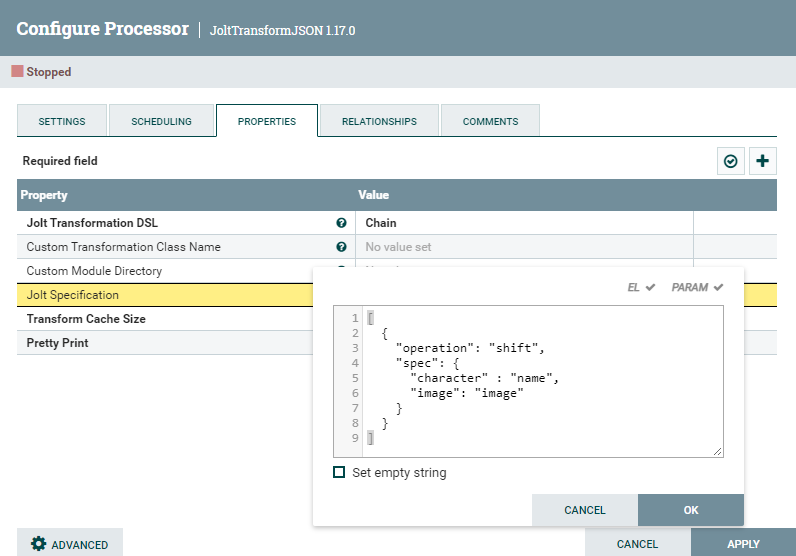 Configure Processor | JoltTransformJSON 1.17.0
Stopped
SETTINGS SCHEDULING PROPERTIES RELATIONSHIPS COMMENTS
Required field
Property Value
Jolt Transformation DSL Chain
Custom Transformation Class Name No value set
Custom Module Directory
Jolt Specification
Transform Cache Size
Pretty Print
EL PARAM
1 [
2 {
3 "operation": "shift",
4 "spec": {
5 "character" : "name",
6 "image": "image"
7 }
8 }
9 ]
Set empty string
CANCEL OK
ADVANCED CANCEL APPLY